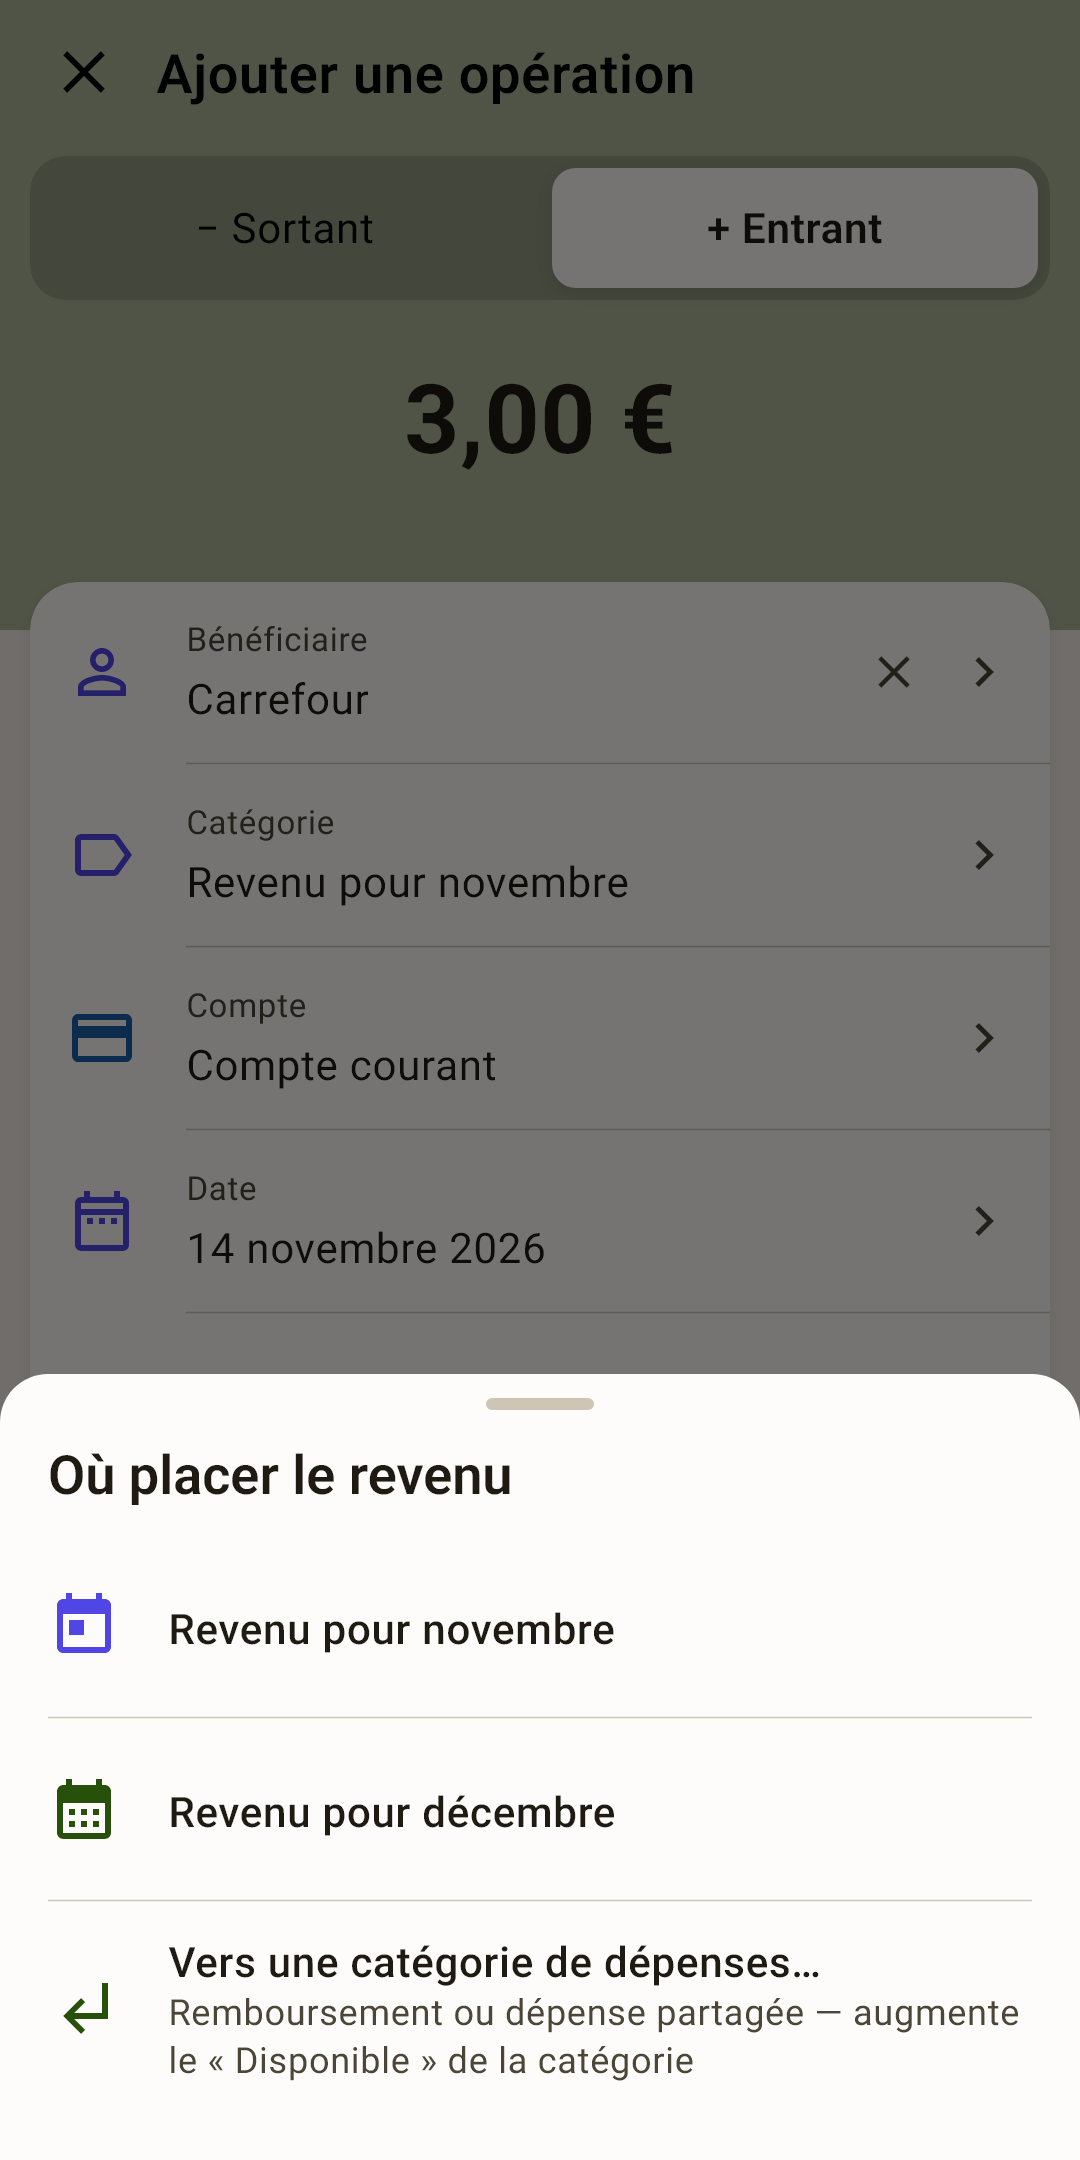 Ajouter une opération
− Sortant
+ Entrant
3,00 €
Bénéficiaire
Carrefour
Catégorie
Revenu pour novembre
Compte
Compte courant
Date
14 novembre 2026
Où placer le revenu
Revenu pour novembre
Revenu pour décembre
Vers une catégorie de dépenses…
Remboursement ou dépense partagée — augmente
le « Disponible » de la catégorie